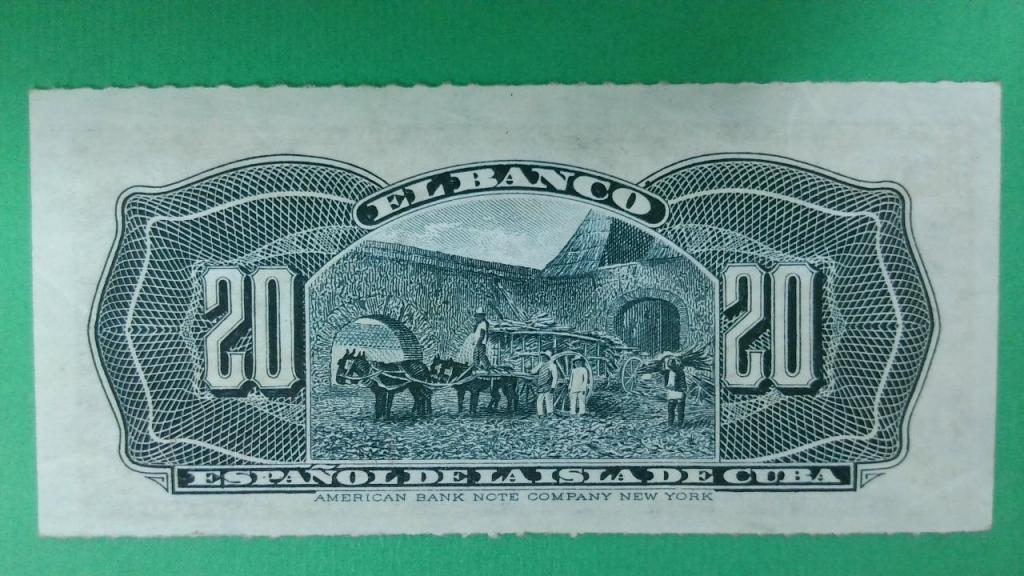 EL BANCO
20 20
ESPAÑOL DE LA ISLA DE CUBA
AMERICAN BANK NOTE COMPANY NEW YORK